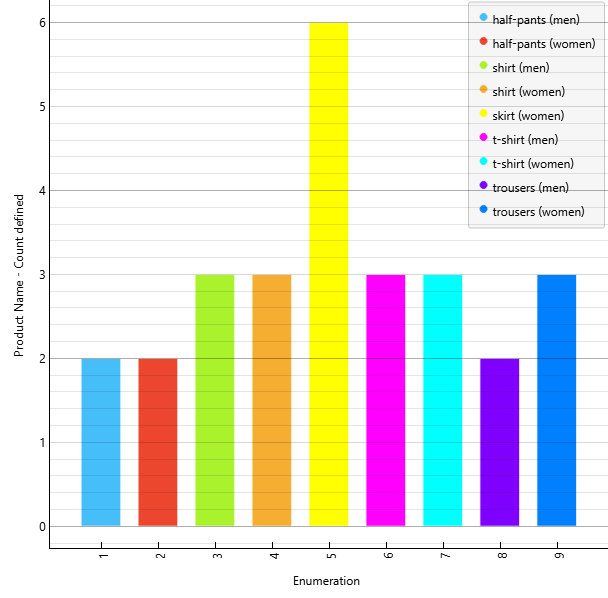 Product Name - Count defined
6
5
4
3
2
1
0
half-pants (men)
half-pants (women)
shirt (men)
shirt (women)
skirt (women)
t-shirt (men)
t-shirt (women)
trousers (men)
trousers (women)
1
2
3
4
5
6
7
8
9
Enumeration